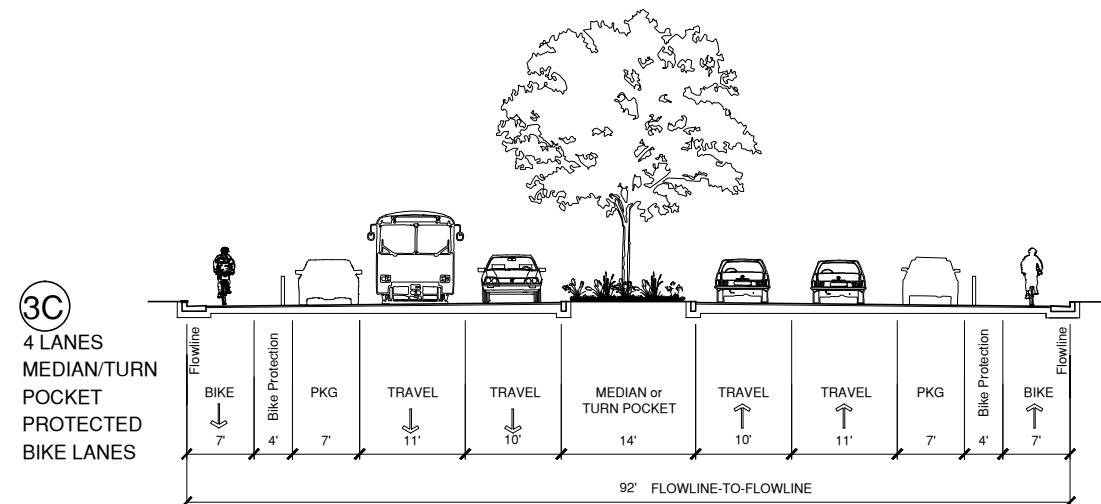 3C
4 LANES
MEDIAN/TURN
POCKET
PROTECTED
BIKE LANES
Flowline
BIKE
7'
Bike Protection
4'
PKG
7'
TRAVEL
11'
TRAVEL
10'
MEDIAN or
TURN POCKET
14'
TRAVEL
10'
TRAVEL
11'
PKG
7'
Bike Protection
4'
BIKE
7'
Flowline
92' FLOWLINE-TO-FLOWLINE